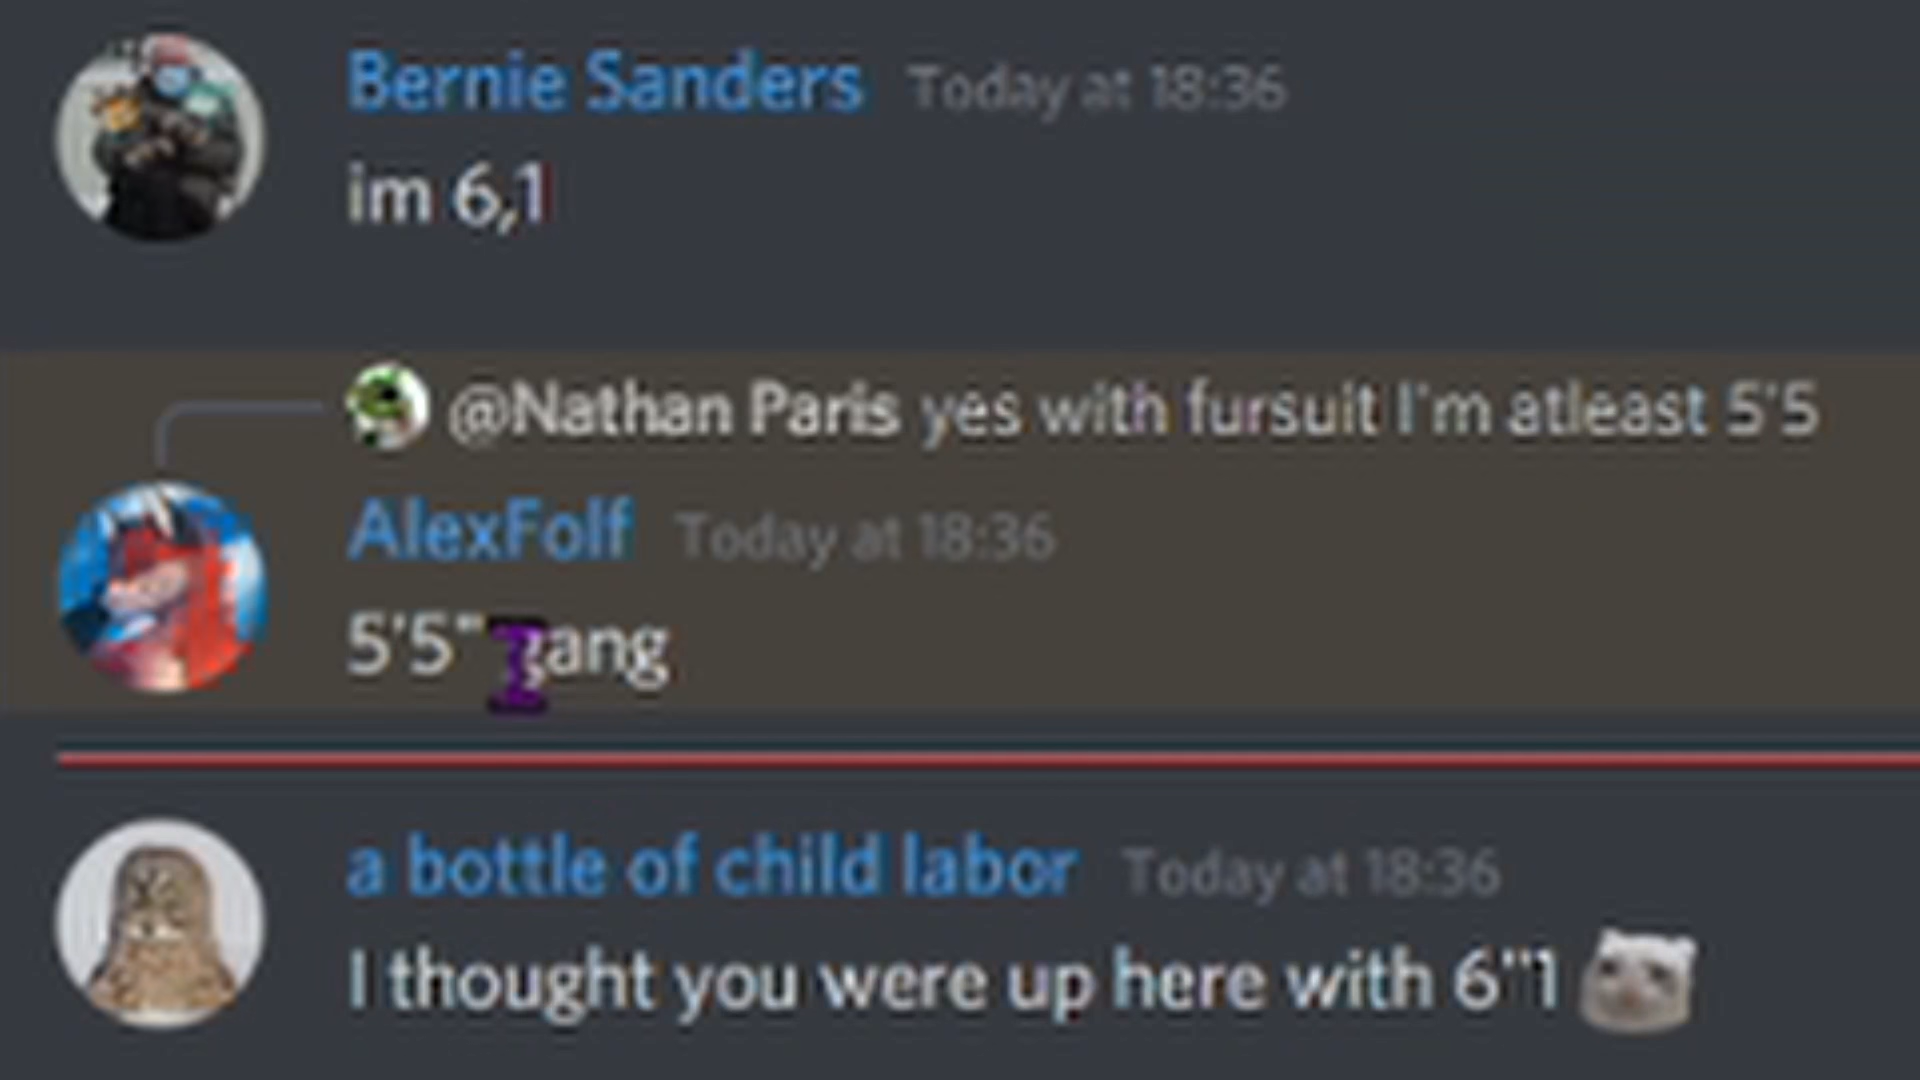 Bernie Sanders Today at 18:36
im 6,1
@Nathan Paris yes with fursuit I'm atleast 5'5
AlexFolf Today at 18:36
5'5" gang
a bottle of child labor Today at 18:36
I thought you were up here with 6"1